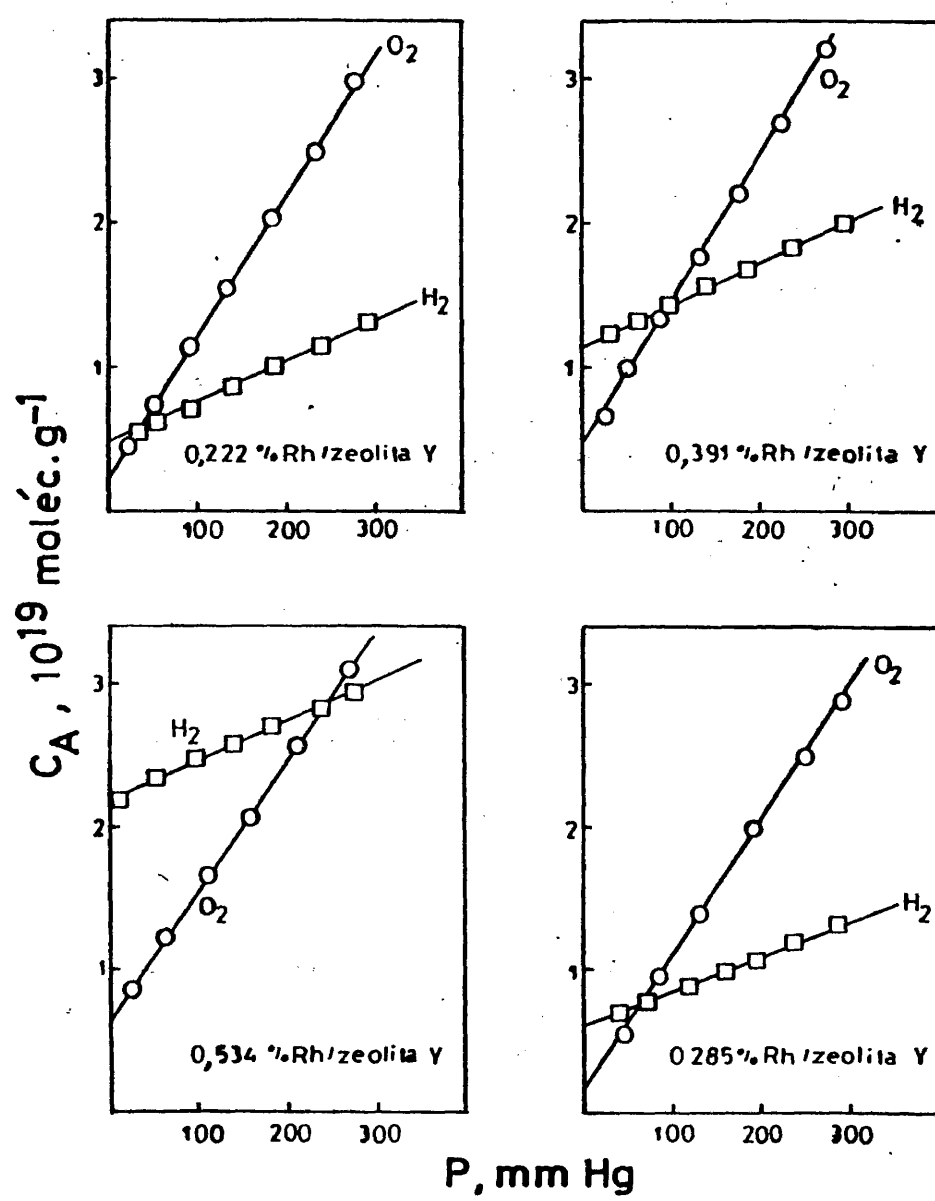 O2
3
2
H2
1
0,222 % Rh/zeolita Y
100 200 300
O2
3
H2
2
1
0,391 % Rh/zeolita Y
100 200 300
3
H2
2
O2
1
0,534 % Rh/zeolita Y
100 200 300
O2
3
2
H2
1
0 285% Rh/zeolita Y
100 200 300
CA , 10¹⁹ moléc.g⁻¹
P, mm Hg